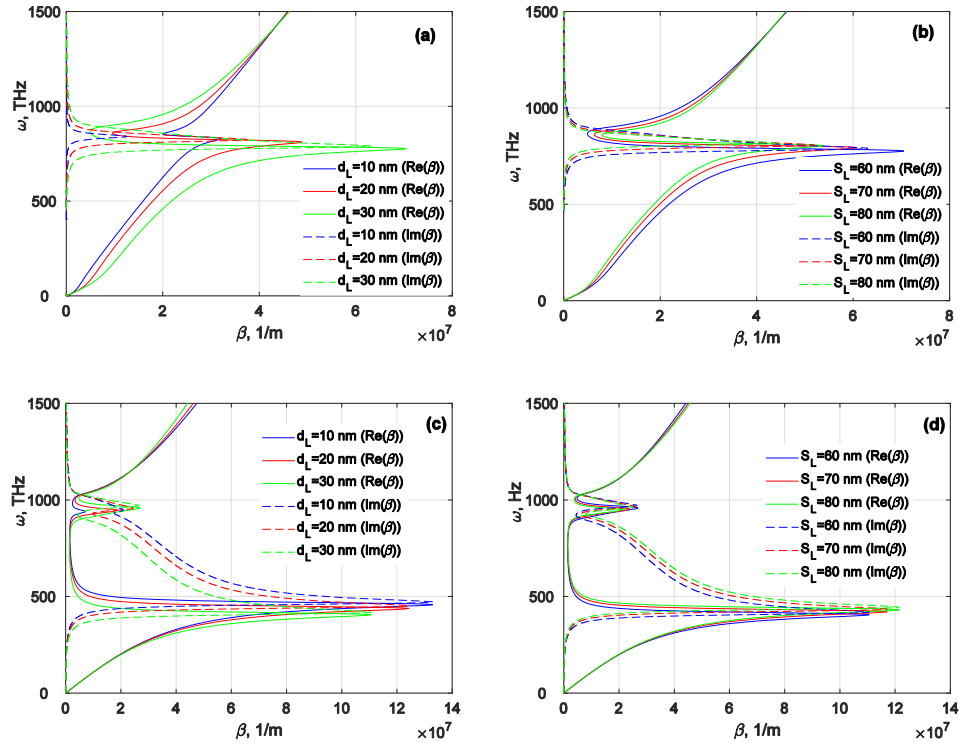 1500
1000
500
0
ω, THz
(a)
d_L=10 nm (Re(β))
d_L=20 nm (Re(β))
d_L=30 nm (Re(β))
d_L=10 nm (Im(β))
d_L=20 nm (Im(β))
d_L=30 nm (Im(β))
0 2 4 6 8
β, 1/m
×10^7
1500
1000
500
0
ω, THz
(b)
S_L=60 nm (Re(β))
S_L=70 nm (Re(β))
S_L=80 nm (Re(β))
S_L=60 nm (Im(β))
S_L=70 nm (Im(β))
S_L=80 nm (Im(β))
0 2 4 6 8
β, 1/m
×10^7
1500
1000
500
0
ω, THz
(c)
d_L=10 nm (Re(β))
d_L=20 nm (Re(β))
d_L=30 nm (Re(β))
d_L=10 nm (Im(β))
d_L=20 nm (Im(β))
d_L=30 nm (Im(β))
0 2 4 6 8 10 12 14
β, 1/m
×10^7
1500
1000
500
0
ω, Hz
(d)
S_L=60 nm (Re(β))
S_L=70 nm (Re(β))
S_L=80 nm (Re(β))
S_L=60 nm (Im(β))
S_L=70 nm (Im(β))
S_L=80 nm (Im(β))
0 2 4 6 8 10 12 14
β, 1/m
×10^7